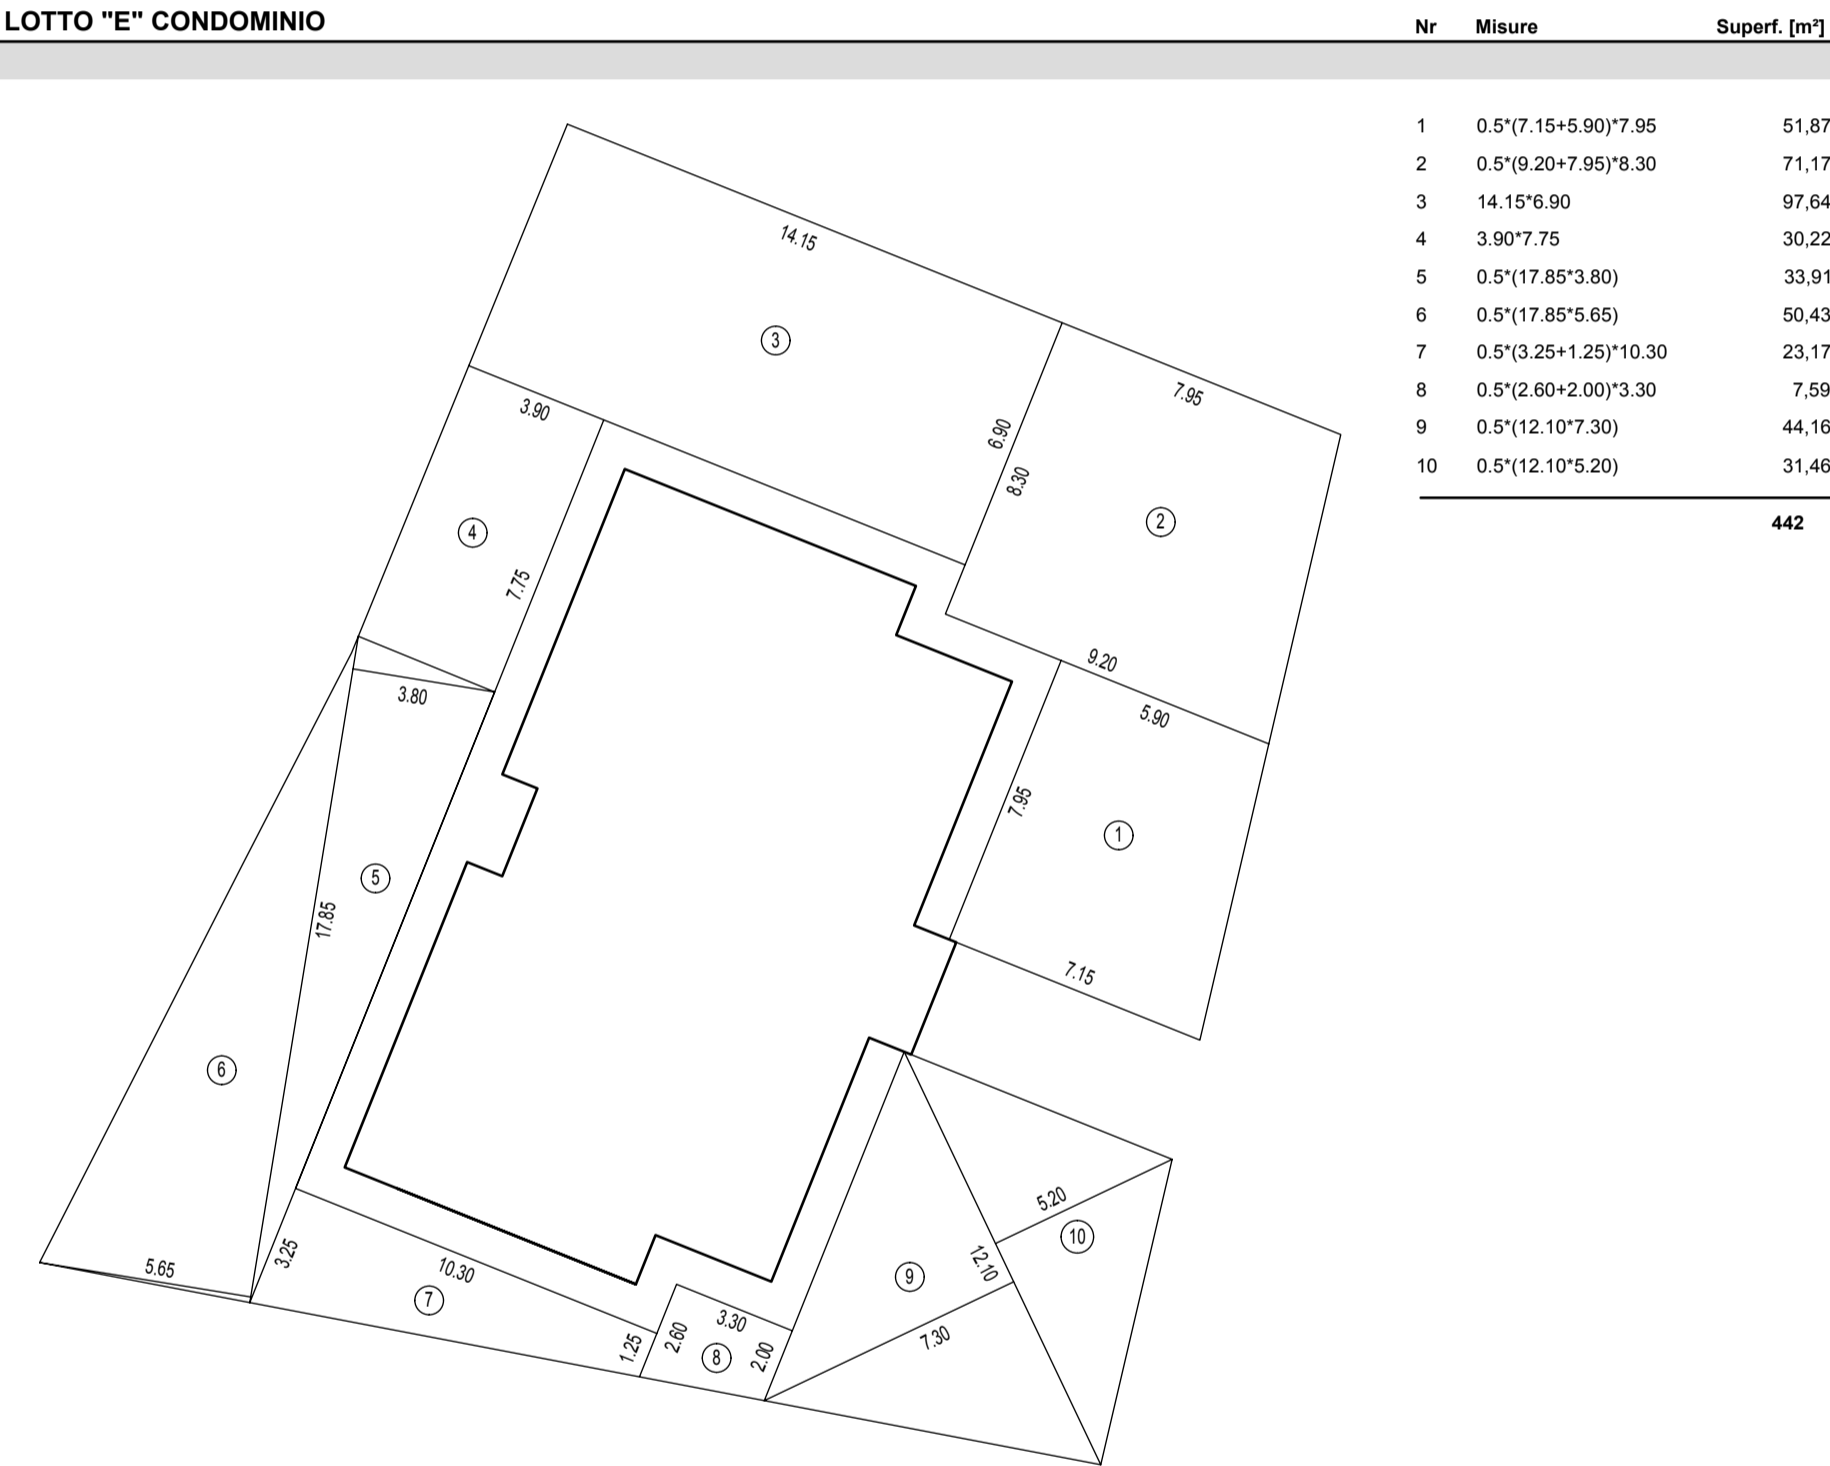 LOTTO "E" CONDOMINIO
Nr Misure Superf. [m²]
1 0.5*(7.15+5.90)*7.95 51,87
2 0.5*(9.20+7.95)*8.30 71,17
3 14.15*6.90 97,64
4 3.90*7.75 30,22
5 0.5*(17.85*3.80) 33,91
6 0.5*(17.85*5.65) 50,43
7 0.5*(3.25+1.25)*10.30 23,17
8 0.5*(2.60+2.00)*3.30 7,59
9 0.5*(12.10*7.30) 44,16
10 0.5*(12.10*5.20) 31,46
442
14.15
3
7.95
3.90
6.90
8.30
2
4
7.75
9.20
3.80
5.90
7.95
1
5
17.85
7.15
6
5.20
10
3.25
5.65
10.30
12.10
9
7
3.30
2.60
1.25
8
2.00
7.30